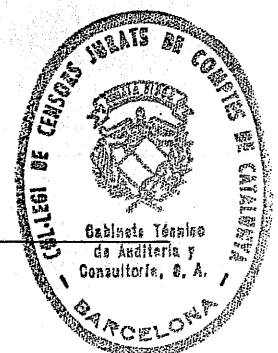 COL·LEGI DE CENSORS JURATS DE COMPTES DE CATALUNYA
Gabinete Técnico
de Auditoría y
Consultoría, S. A.
- BARCELONA -